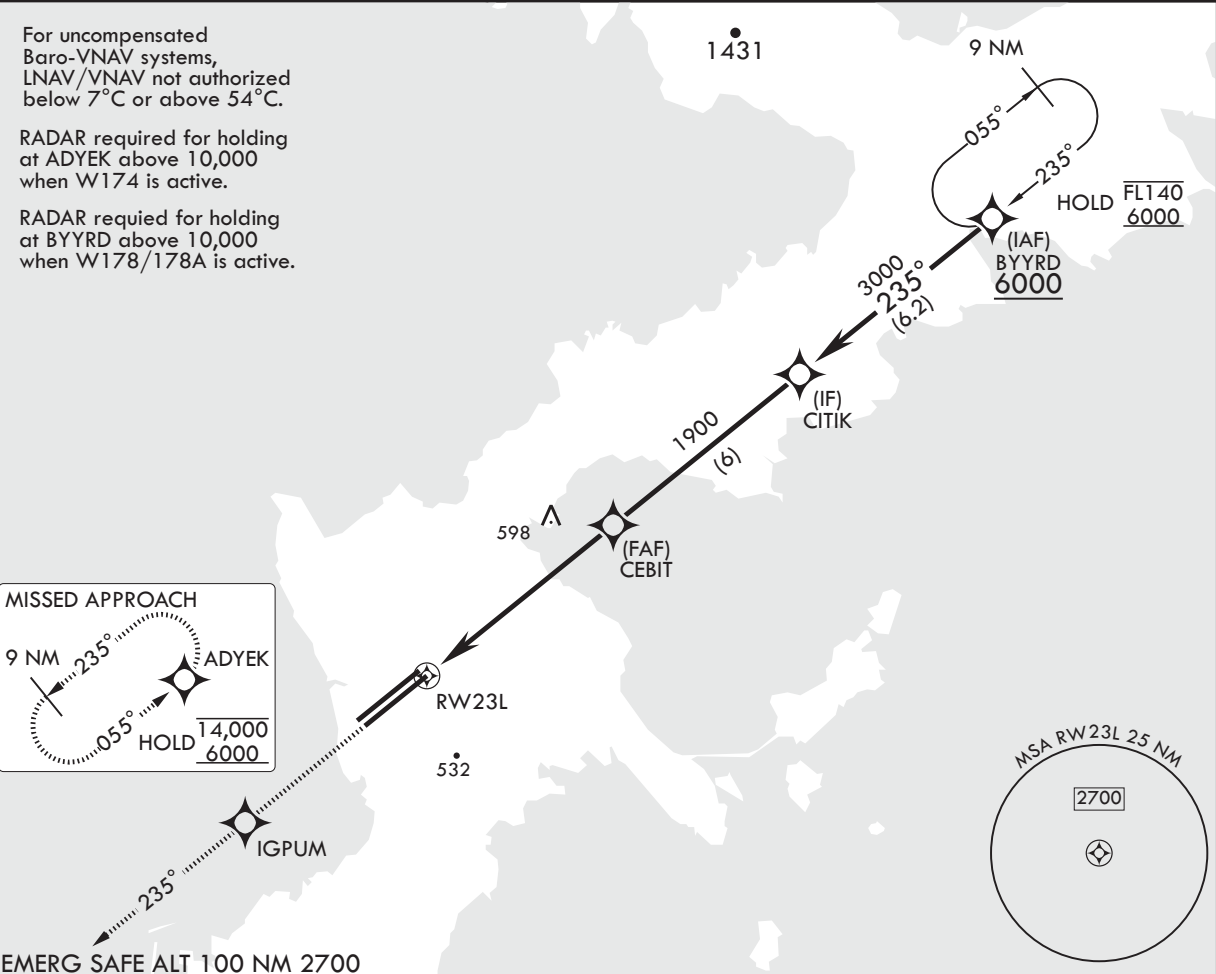 For uncompensated
Baro-VNAV systems,
LNAV/VNAV not authorized
below 7°C or above 54°C.
RADAR required for holding
at ADYEK above 10,000
when W174 is active.
RADAR requied for holding
at BYYRD above 10,000
when W178/178A is active.
1431
9 NM
055°
235°
HOLD
FL140
6000
(IAF)
BYYRD
6000
3000
235°
(6.2)
(IF)
CITIK
1900
(6)
598
(FAF)
CEBIT
MISSED APPROACH
9 NM
235°
ADYEK
055°
HOLD
14,000
6000
RW23L
532
IGPUM
235°
MSA RW23L 25 NM
2700
EMERG SAFE ALT 100 NM 2700